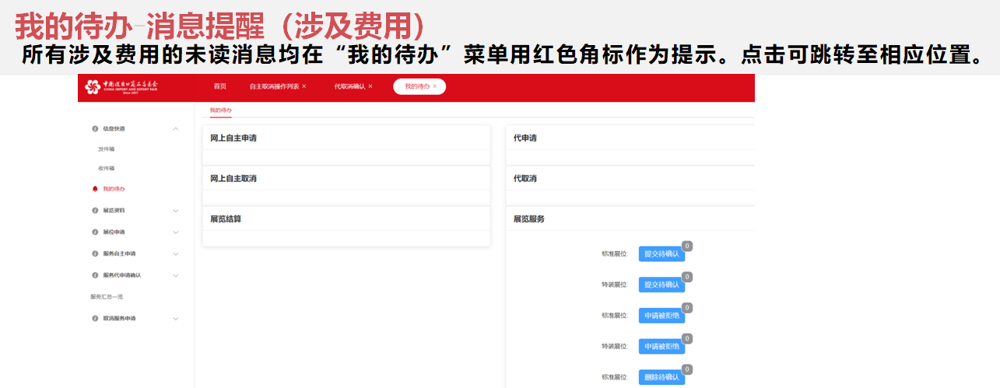 我的待办-消息提醒（涉及费用）
所有涉及费用的未读消息均在“我的待办”菜单用红色角标作为提示。点击可跳转至相应位置。
中国进出口商品交易会
CHINA IMPORT AND EXPORT FAIR
Since 1957
首页
自主取消操作列表 ×
代取消确认 ×
我的待办 ×
信息快道
发件箱
收件箱
我的待办
展览资料
展位申请
服务自主申请
服务代申请确认
服务汇总一览
取消服务申请
我的待办
网上自主申请
网上自主取消
展览结算
代申请
代取消
展览服务
标准展位: 提交待确认 0
特装展位: 提交待确认 0
标准展位: 申请被拒绝 0
特装展位: 申请被拒绝 0
标准展位: 删除待确认 0